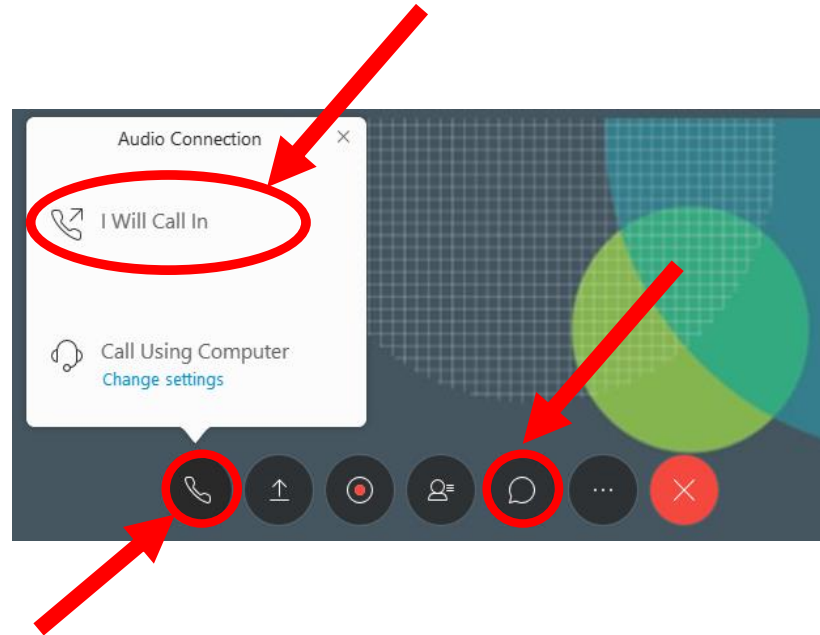 Audio Connection
I Will Call In
Call Using Computer
Change settings